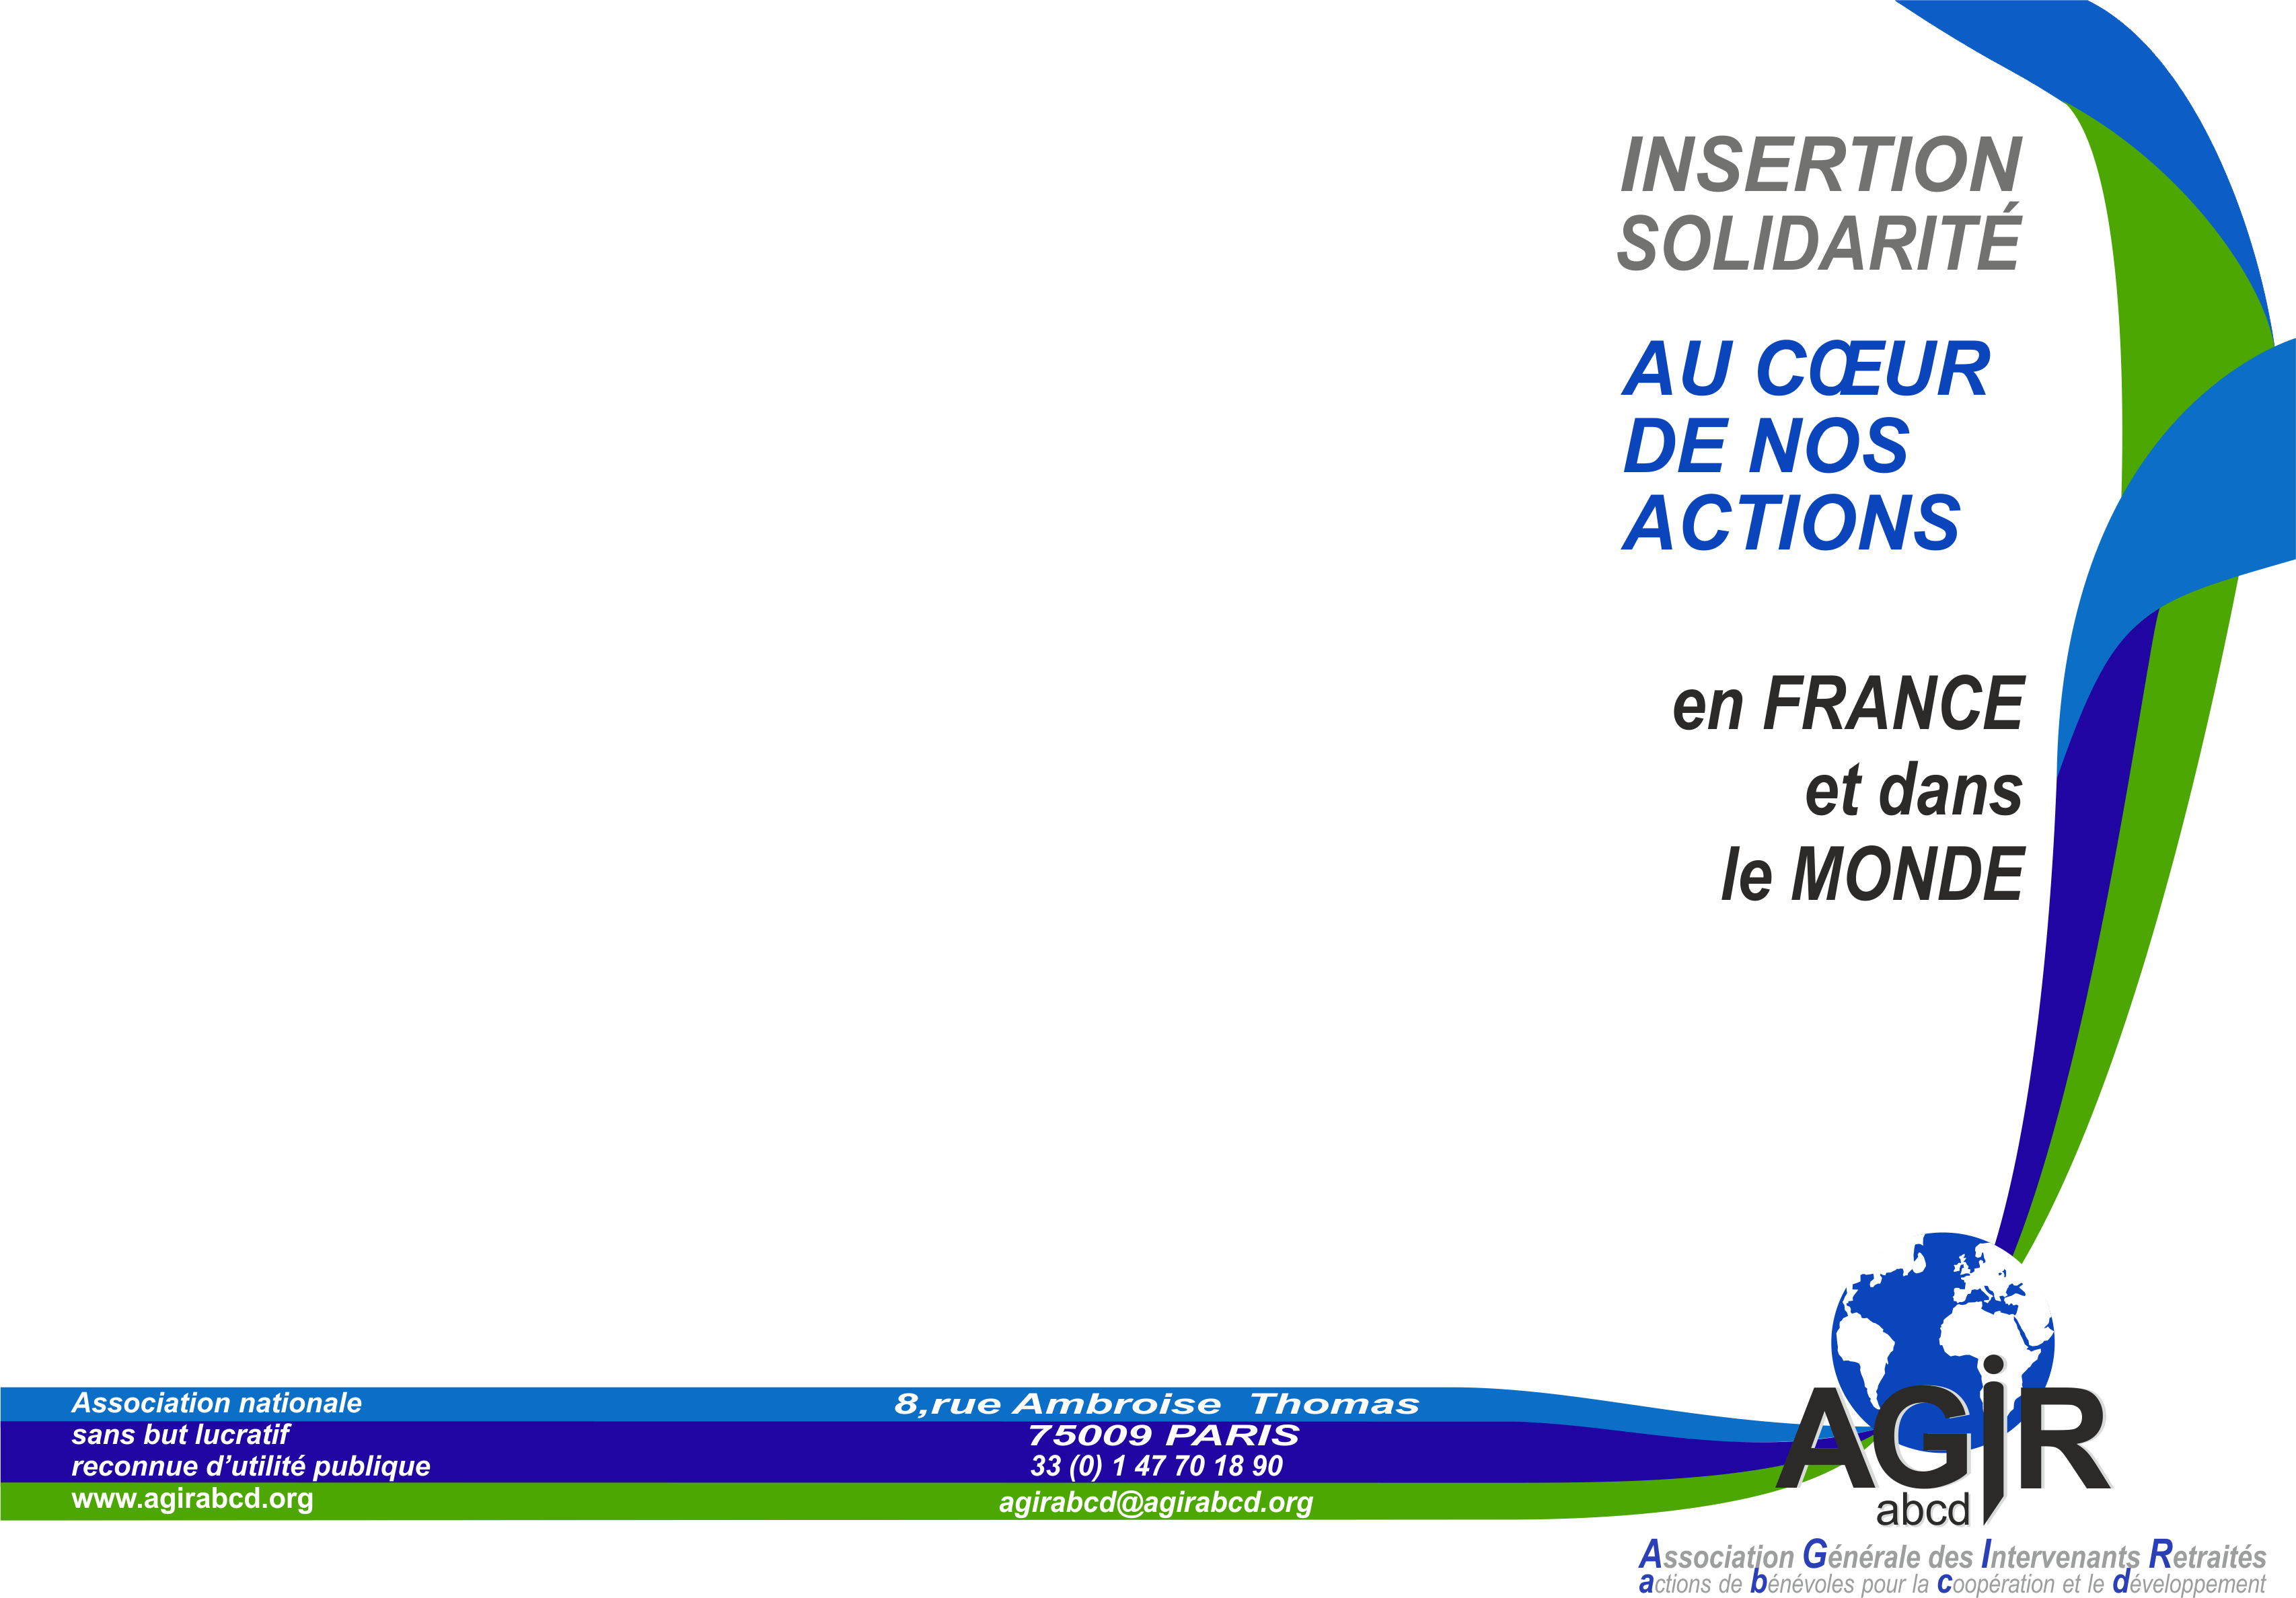 INSERTION
SOLIDARITÉ
AU CŒUR
DE NOS
ACTIONS
en FRANCE
et dans
le MONDE
Association nationale
sans but lucratif
reconnue d’utilité publique
www.agirabcd.org
8,rue Ambroise Thomas
75009 PARIS
33 (0) 1 47 70 18 90
agirabcd@agirabcd.org
AGiR
abcd
Association Générale des Intervenants Retraités
actions de bénévoles pour la coopération et le développement